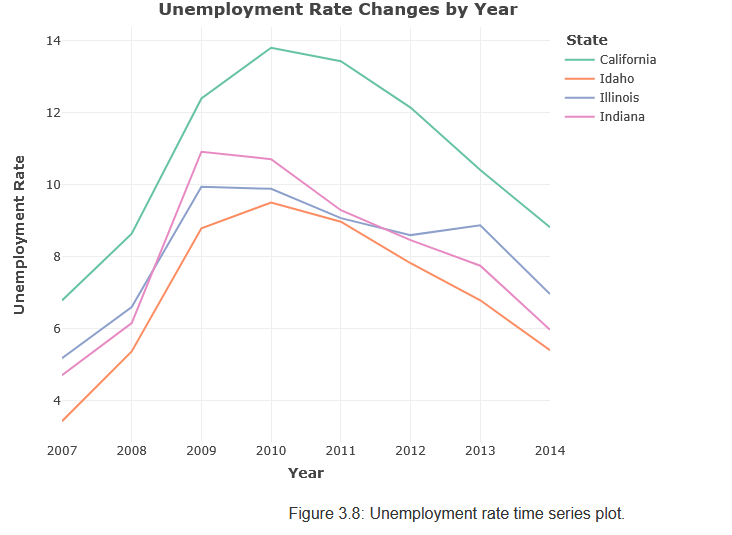 Unemployment Rate Changes by Year
State
California
Idaho
Illinois
Indiana
Unemployment Rate
14
12
10
8
6
4
2007 2008 2009 2010 2011 2012 2013 2014
Year
Figure 3.8: Unemployment rate time series plot.